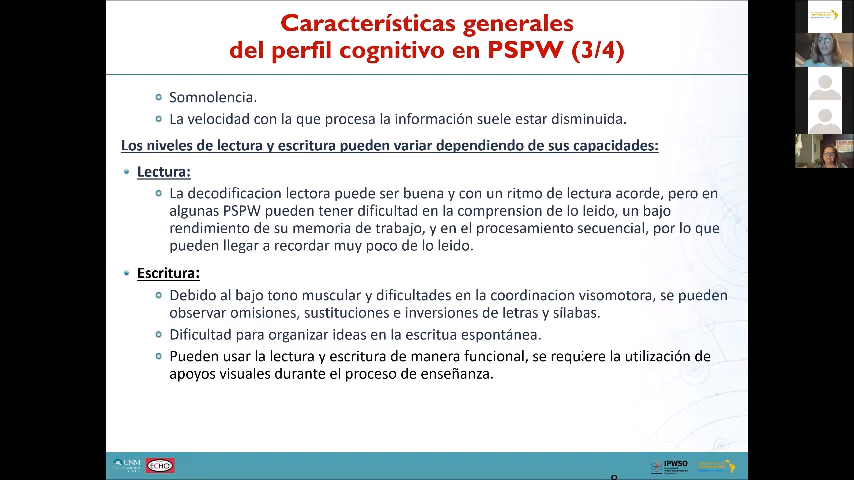 Características generales
del perfil cognitivo en PSPW (3/4)
Somnolencia.
La velocidad con la que procesa la información suele estar disminuida.
Los niveles de lectura y escritura pueden variar dependiendo de sus capacidades:
Lectura:
La decodificacion lectora puede ser buena y con un ritmo de lectura acorde, pero en
algunas PSPW pueden tener dificultad en la comprension de lo leido, un bajo
rendimiento de su memoria de trabajo, y en el procesamiento secuencial, por lo que
pueden llegar a recordar muy poco de lo leido.
Escritura:
Debido al bajo tono muscular y dificultades en la coordinacion visomotora, se pueden
observar omisiones, sustituciones e inversiones de letras y sílabas.
Dificultad para organizar ideas en la escritua espontánea.
Pueden usar la lectura y escritura de manera funcional, se requiere la utilización de
apoyos visuales durante el proceso de enseñanza.
UNM
ECHO
IPWSO